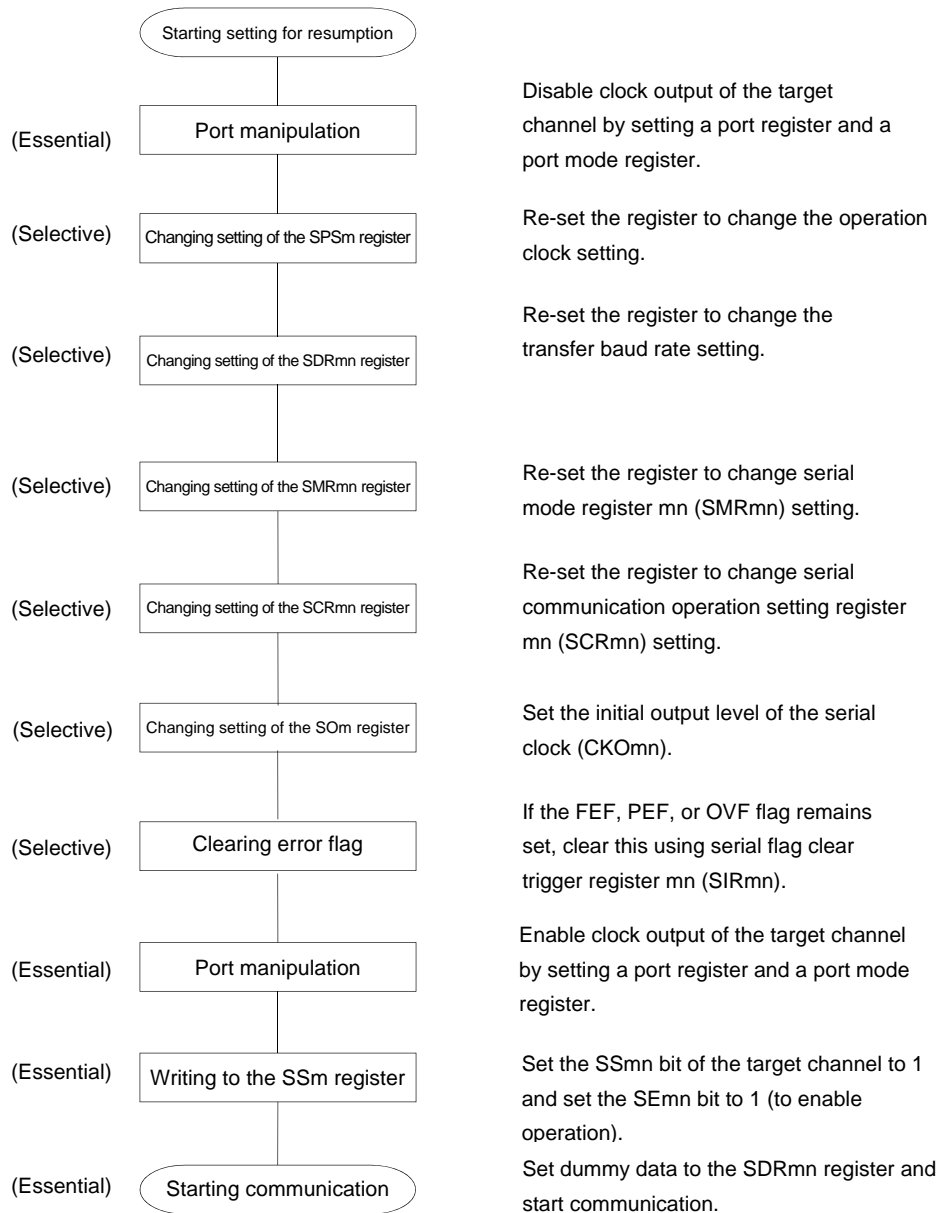 Starting setting for resumption
(Essential)
Port manipulation
Disable clock output of the target
channel by setting a port register and a
port mode register.
(Selective)
Changing setting of the SPSm register
Re-set the register to change the operation
clock setting.
(Selective)
Changing setting of the SDRmn register
Re-set the register to change the
transfer baud rate setting.
(Selective)
Changing setting of the SMRmn register
Re-set the register to change serial
mode register mn (SMRmn) setting.
(Selective)
Changing setting of the SCRmn register
Re-set the register to change serial
communication operation setting register
mn (SCRmn) setting.
(Selective)
Changing setting of the SOm register
Set the initial output level of the serial
clock (CKOmn).
(Selective)
Clearing error flag
If the FEF, PEF, or OVF flag remains
set, clear this using serial flag clear
trigger register mn (SIRmn).
(Essential)
Port manipulation
Enable clock output of the target channel
by setting a port register and a port mode
register.
(Essential)
Writing to the SSm register
Set the SSmn bit of the target channel to 1
and set the SEmn bit to 1 (to enable
operation).
(Essential)
Starting communication
Set dummy data to the SDRmn register and
start communication.